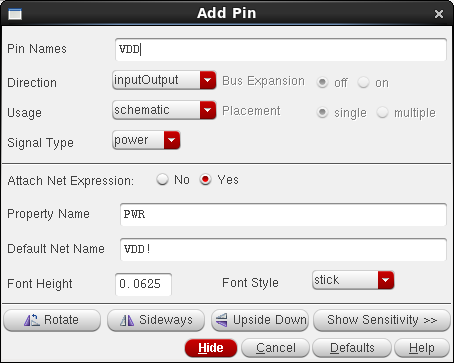 Add Pin
Pin Names VDD
Direction inputOutput Bus Expansion off on
Usage schematic Placement single multiple
Signal Type power
Attach Net Expression: No Yes
Property Name PWR
Default Net Name VDD!
Font Height 0.0625 Font Style stick
Rotate Sideways Upside Down Show Sensitivity >>
Hide Cancel Defaults Help